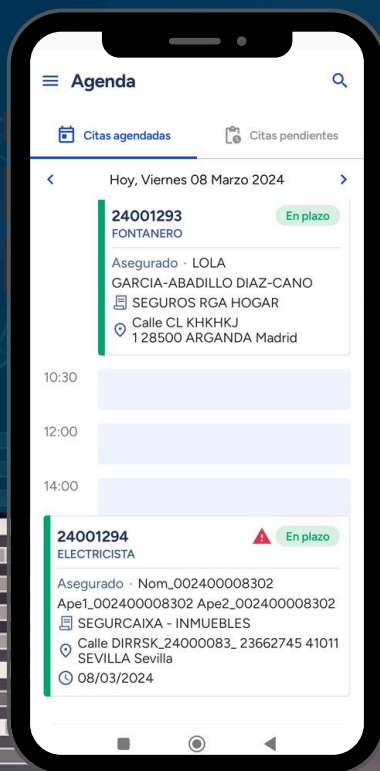 Agenda
Citas agendadas
Citas pendientes
Hoy, Viernes 08 Marzo 2024
24001293
En plazo
FONTANERO
Asegurado · LOLA
GARCIA-ABADILLO DIAZ-CANO
SEGUROS RGA HOGAR
Calle CL KHKHKJ
1 28500 ARGANDA Madrid
10:30
12:00
14:00
24001294
En plazo
ELECTRICISTA
Asegurado · Nom_002400008302
Ape1_002400008302 Ape2_002400008302
SEGURCAIXA - INMUEBLES
Calle DIRRSK_24000083_ 23662745 41011
SEVILLA Sevilla
08/03/2024